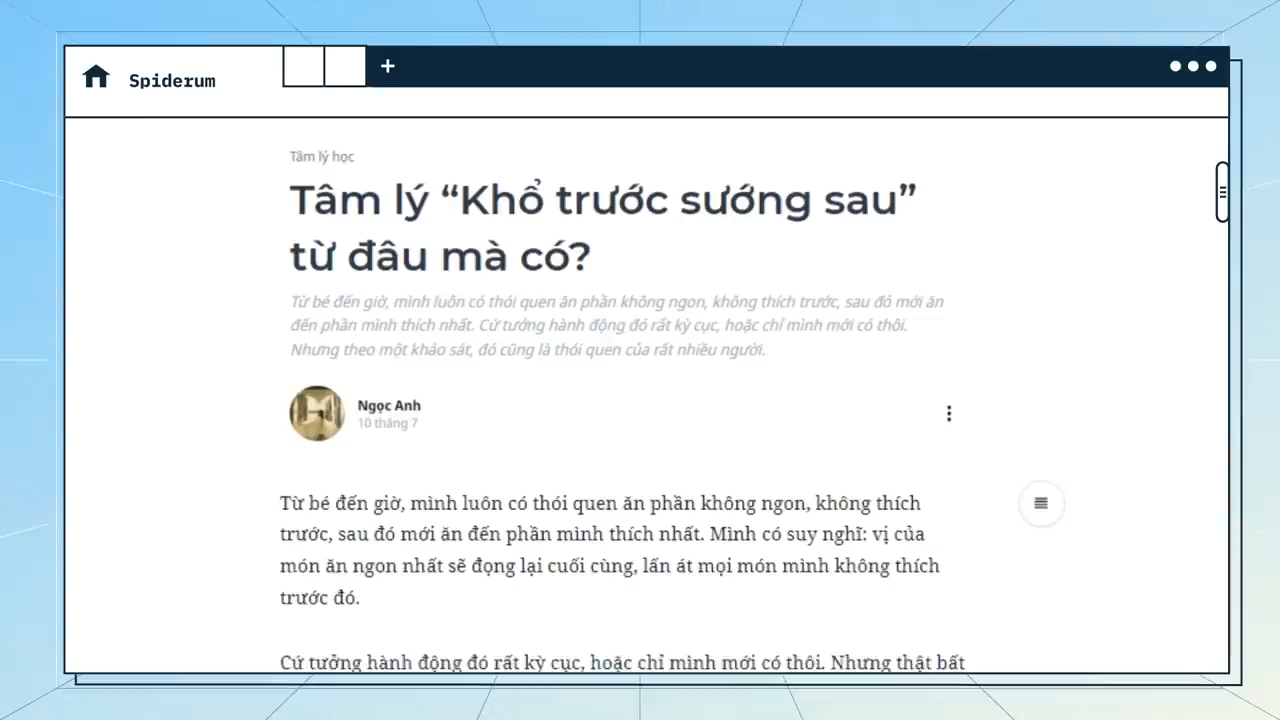 Spiderum
Tâm lý học
Tâm lý “Khổ trước sướng sau”
từ đâu mà có?
Từ bé đến giờ, mình luôn có thói quen ăn phần không ngon, không thích trước, sau đó mới ăn
đến phần mình thích nhất. Cứ tưởng hành động đó rất kỳ cục, hoặc chỉ mình mới có thôi.
Nhưng theo một khảo sát, đó cũng là thói quen của rất nhiều người.
Ngọc Anh
10 tháng 7
Từ bé đến giờ, mình luôn có thói quen ăn phần không ngon, không thích
trước, sau đó mới ăn đến phần mình thích nhất. Mình có suy nghĩ: vị của
món ăn ngon nhất sẽ đọng lại cuối cùng, lấn át mọi món mình không thích
trước đó.
Cứ tưởng hành động đó rất kỳ cục, hoặc chỉ mình mới có thôi. Nhưng thật bất